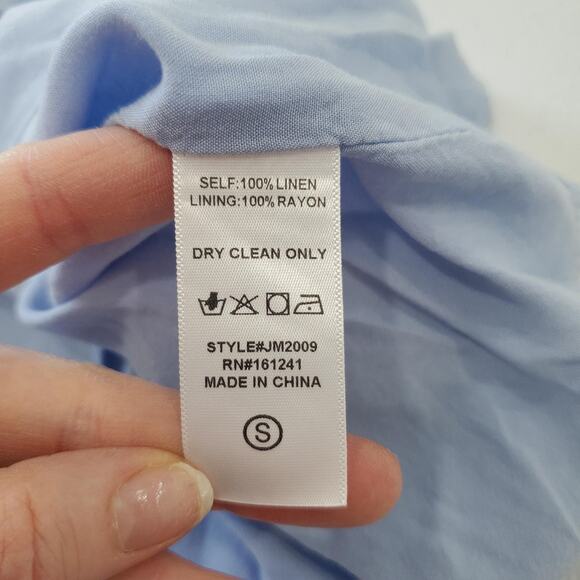 SELF:100% LINEN
LINING:100% RAYON
DRY CLEAN ONLY
STYLE#JM2009
RN#161241
MADE IN CHINA
S